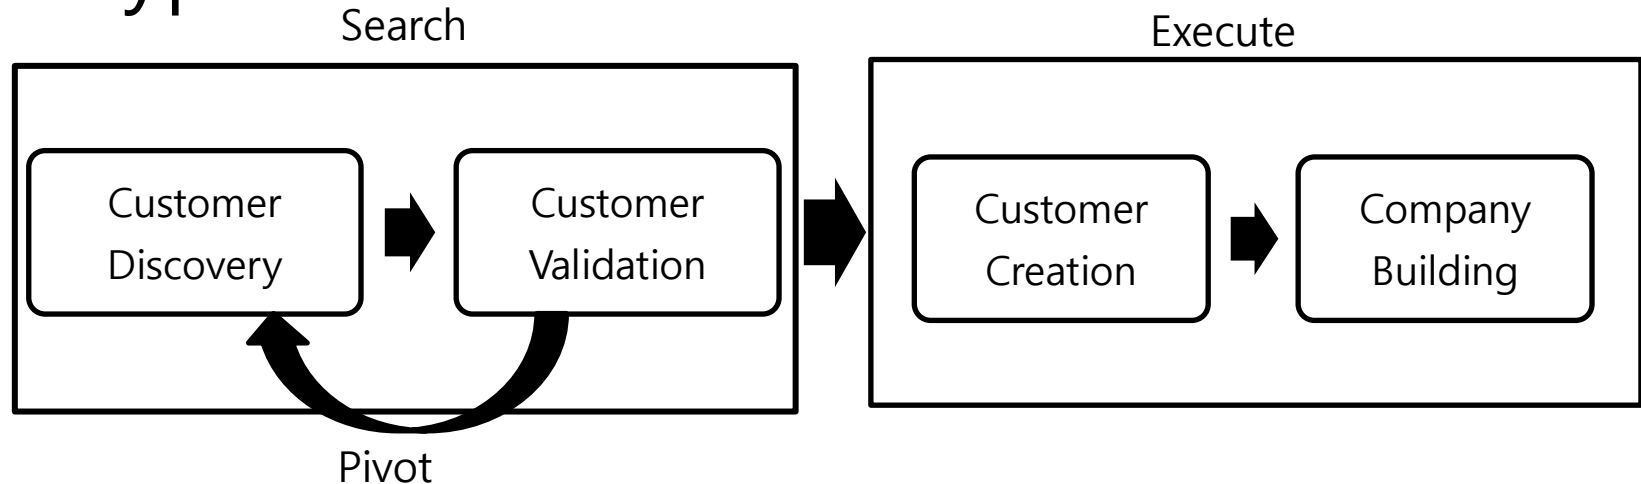 Search
Execute
Customer
Discovery
Customer
Validation
Customer
Creation
Company
Building
Pivot